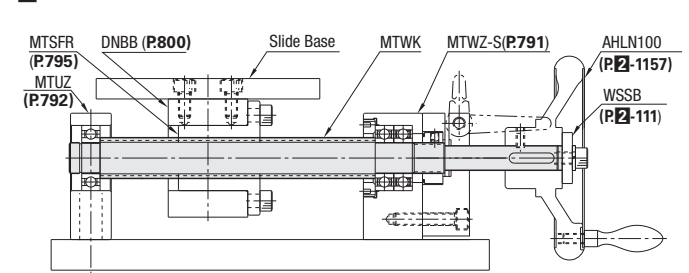 MTSFR
(P.795)
DNBB (P.800)
Slide Base
MTWK
MTWZ-S(P.791)
AHLN100
(P.2-1157)
MTUZ
(P.792)
WSSB
(P.2-111)